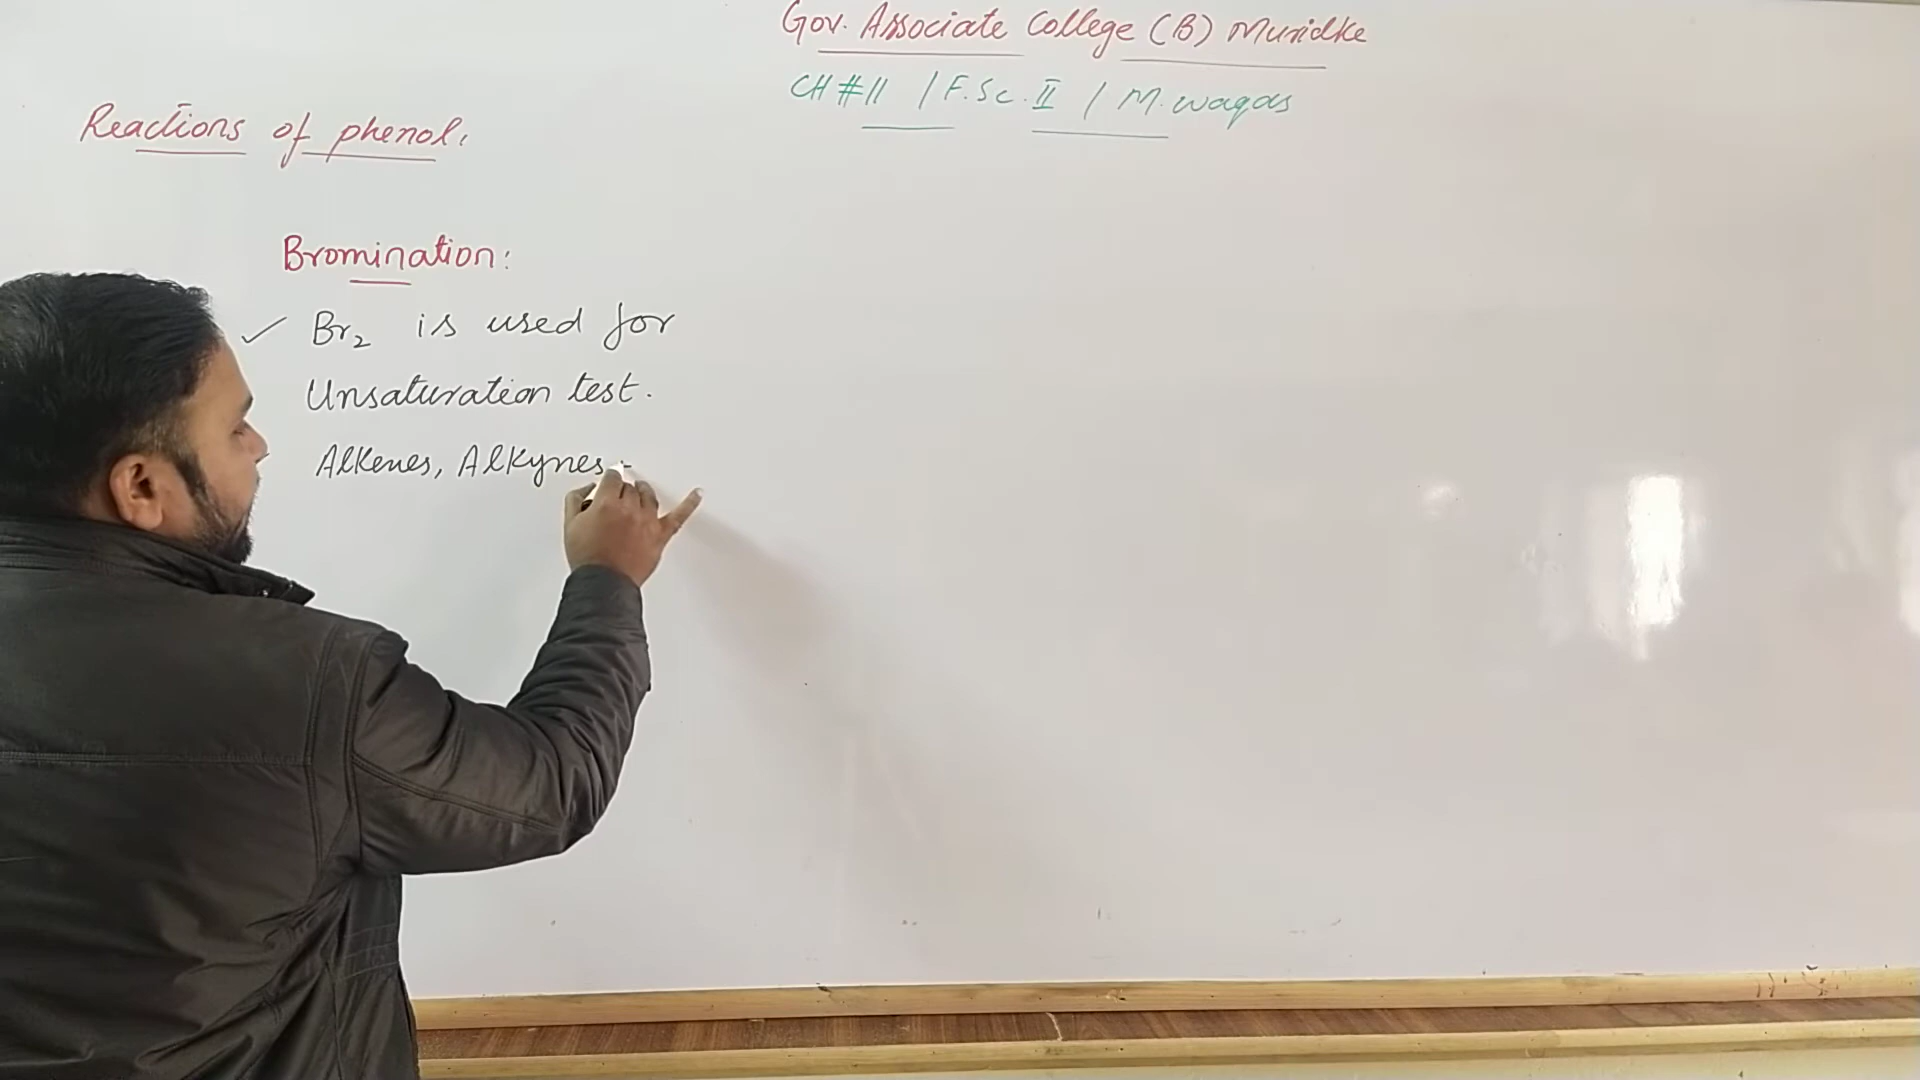 Gov. Associate College (B) Muridke
CH # 11 / F.Sc. II / M. waqas
Reactions of phenol.
Bromination:
✓ Br₂ is used for
Unsaturation test.
Alkenes, Alkynes